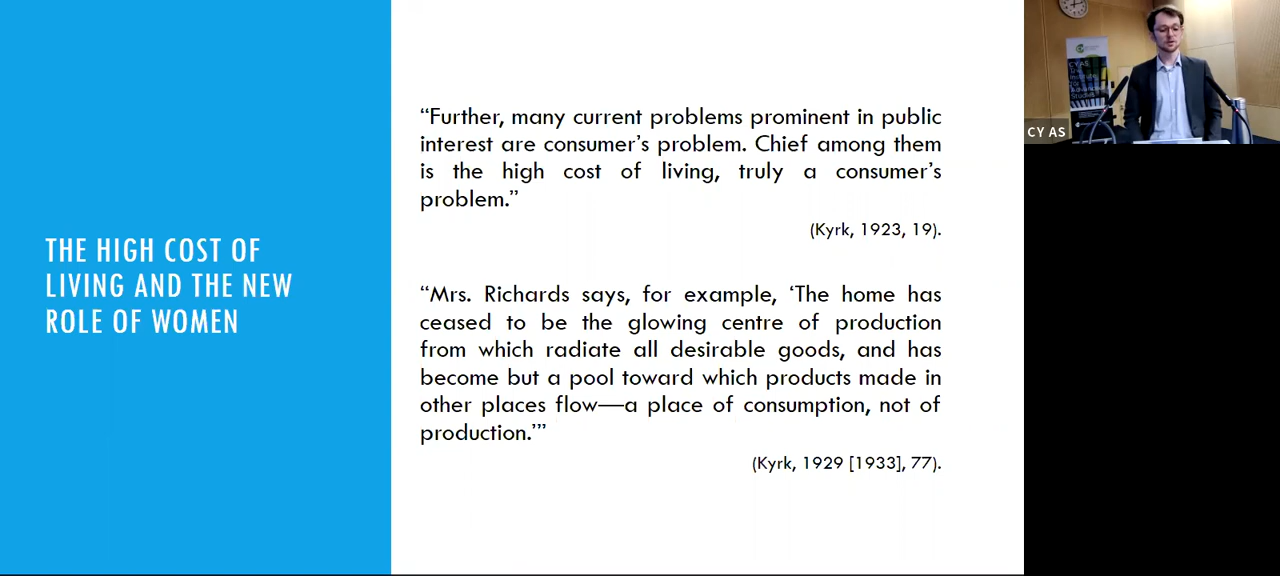 THE HIGH COST OF
LIVING AND THE NEW
ROLE OF WOMEN
“Further, many current problems prominent in public
interest are consumer’s problem. Chief among them
is the high cost of living, truly a consumer’s
problem.”
(Kyrk, 1923, 19).
“Mrs. Richards says, for example, ‘The home has
ceased to be the glowing centre of production
from which radiate all desirable goods, and has
become but a pool toward which products made in
other places flow—a place of consumption, not of
production.’”
(Kyrk, 1929 [1933], 77).
CY AS
CY AS